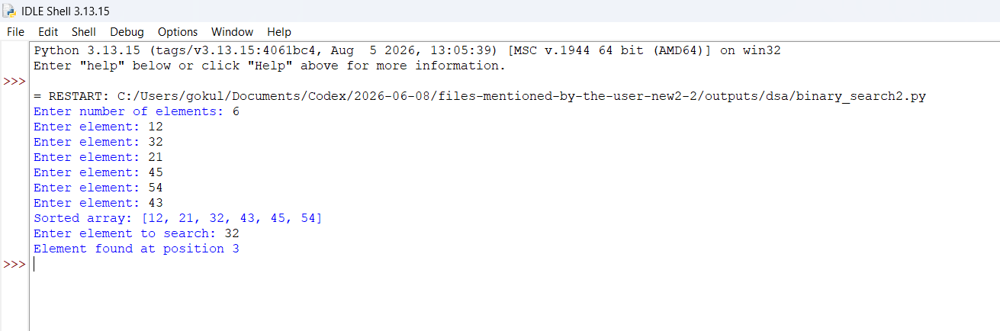 IDLE Shell 3.13.15
File Edit Shell Debug Options Window Help
Python 3.13.15 (tags/v3.13.15:4061bc4, Aug  5 2026, 13:05:39) [MSC v.1944 64 bit (AMD64)] on win32
Enter "help" below or click "Help" above for more information.
>>>
= RESTART: C:/Users/gokul/Documents/Codex/2026-06-08/files-mentioned-by-the-user-new2-2/outputs/dsa/binary_search2.py
Enter number of elements: 6
Enter element: 12
Enter element: 32
Enter element: 21
Enter element: 45
Enter element: 54
Enter element: 43
Sorted array: [12, 21, 32, 43, 45, 54]
Enter element to search: 32
Element found at position 3
>>>